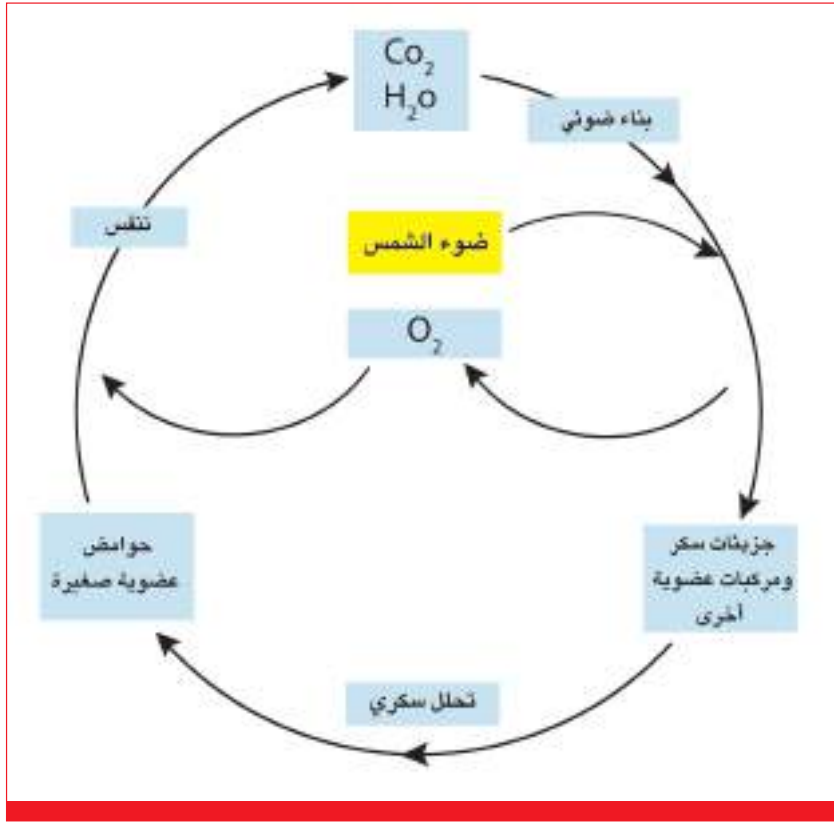 Co₂
H₂o
بناء ضوئي
تنفس
ضوء الشمس
O₂
حوامض
عضوية صغيرة
جزيئات سكر
ومركبات عضوية
أخرى
تحلل سكري